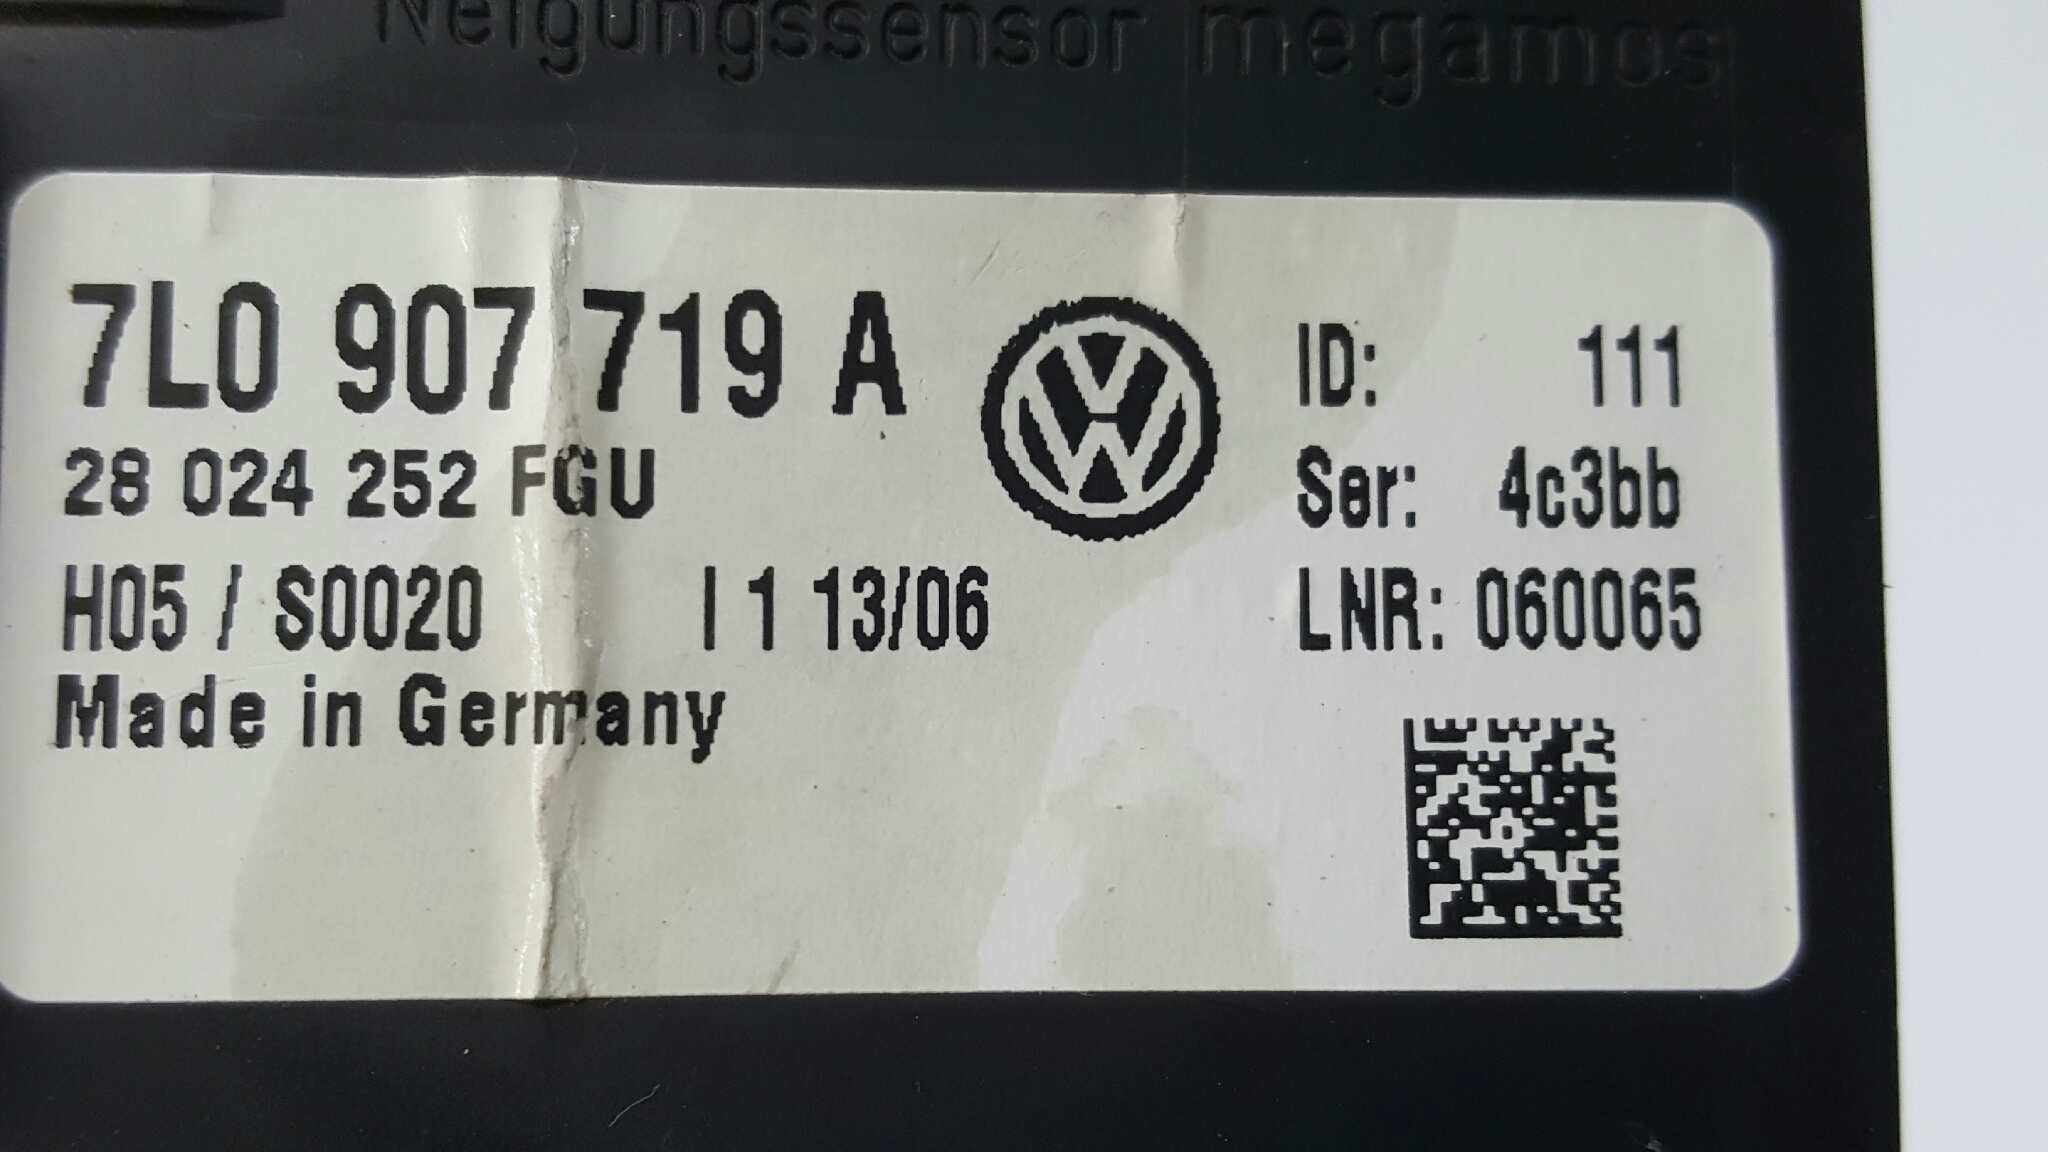 Neigungssensor megamos
7L0 907 719 A
28 024 252 FGU
H05 / S0020 I 1 13/06
Made in Germany
VW
ID: 111
Ser: 4c3bb
LNR: 060065